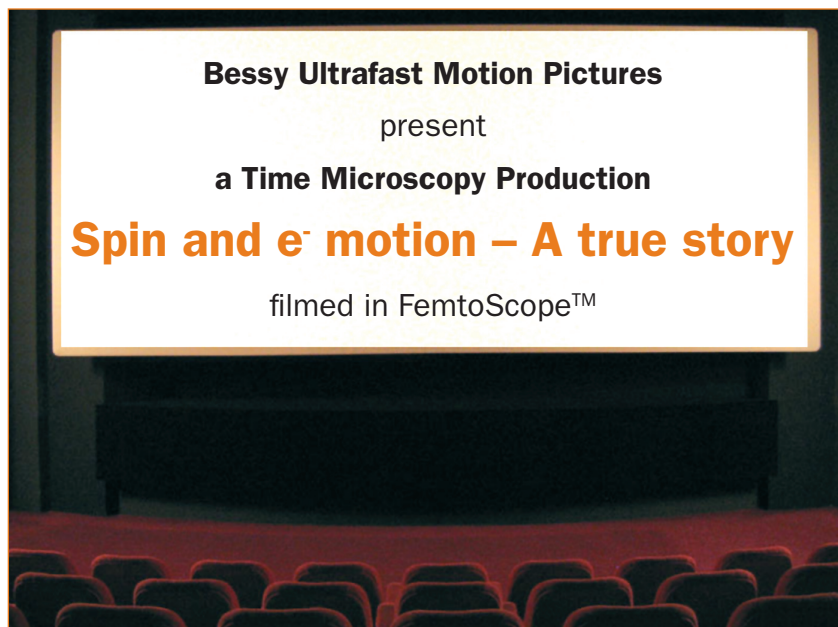 Bessy Ultrafast Motion Pictures
present
a Time Microscopy Production
Spin and e⁻ motion – A true story
filmed in FemtoScope™